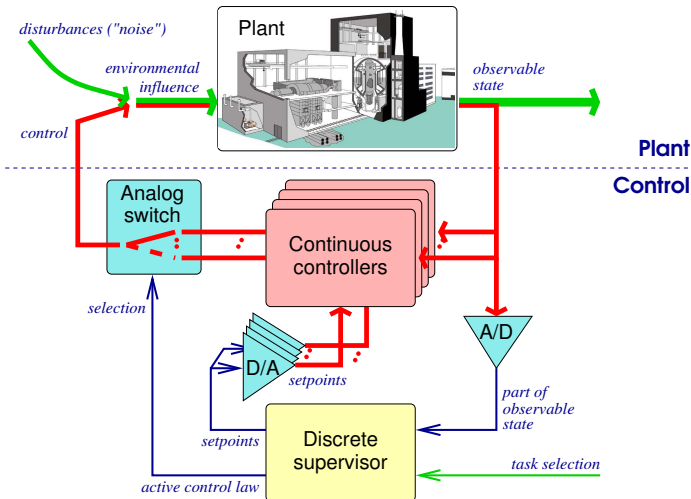 disturbances ("noise")
Plant
environmental
influence
observable
state
control
Plant
Control
Analog
switch
Continuous
controllers
selection
A/D
D/A
setpoints
part of
observable
state
setpoints
Discrete
supervisor
task selection
active control law